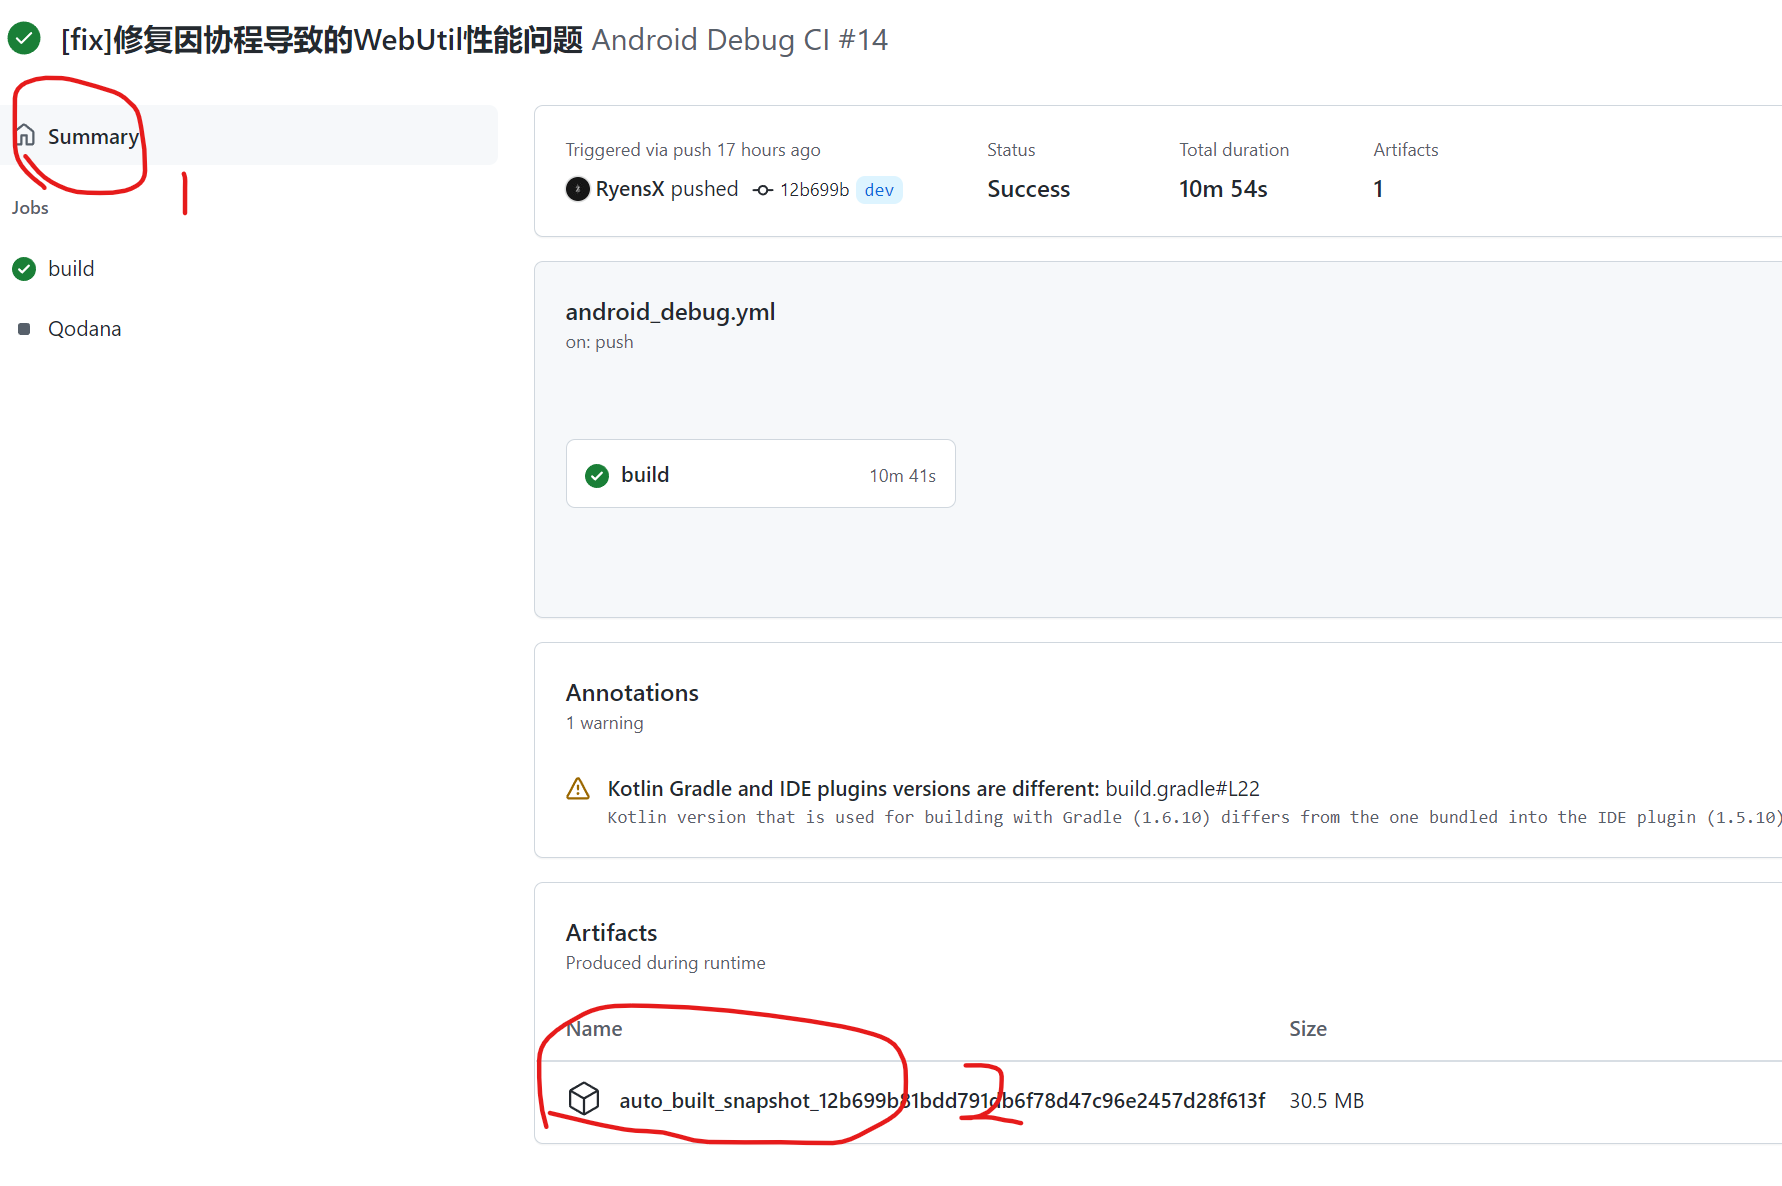 [fix]修复因协程导致的WebUtil性能问题 Android Debug CI #14
Summary
1
Jobs
build
Qodana
Triggered via push 17 hours ago
RyensX pushed 12b699b dev
Status
Success
Total duration
10m 54s
Artifacts
1
android_debug.yml
on: push
build 10m 41s
Annotations
1 warning
Kotlin Gradle and IDE plugins versions are different: build.gradle#L22
Kotlin version that is used for building with Gradle (1.6.10) differs from the one bundled into the IDE plugin (1.5.10)
Artifacts
Produced during runtime
Name Size
2
auto_built_snapshot_12b699b81bdd791db6f78d47c96e2457d28f613f 30.5 MB